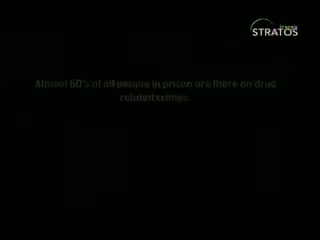 STRATOS
Almost 60% of all people in prison are there on drug
related crimes.